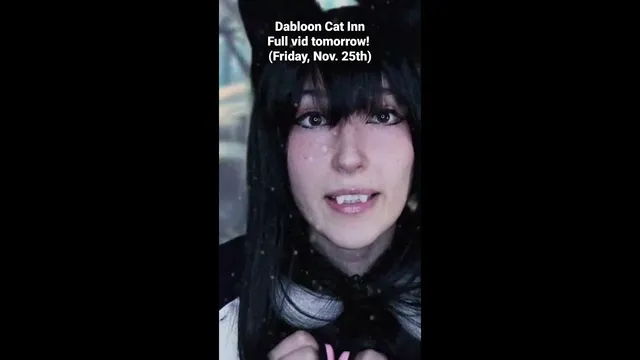 Dabloon Cat Inn
Full vid tomorrow!
(Friday, Nov. 25th)